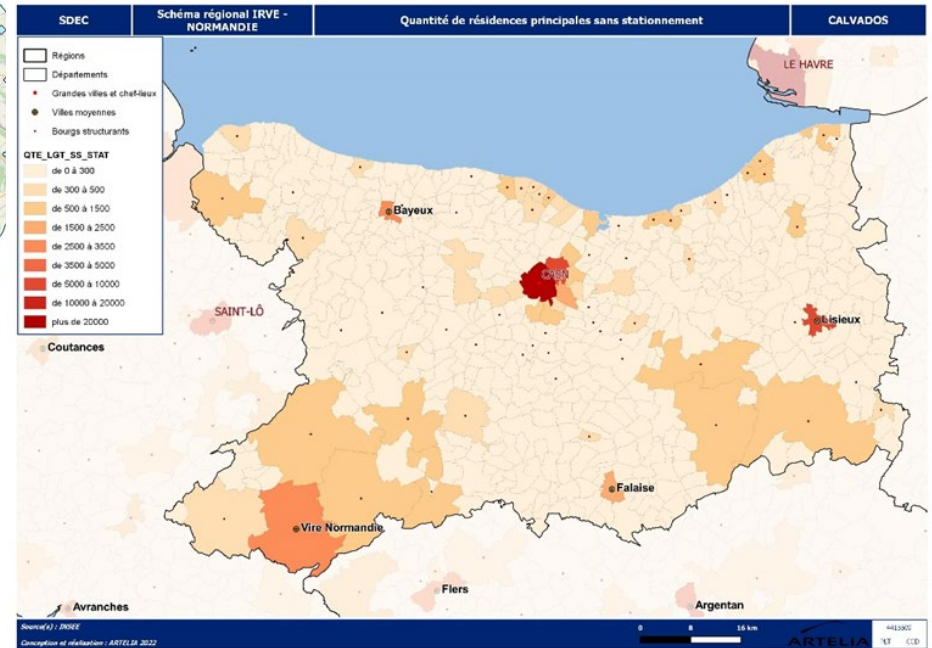 SDEC
Schéma régional IRVE -
NORMANDIE
Quantité de résidences principales sans stationnement
CALVADOS
Régions
Départements
Grandes villes et chef-lieux
Villes moyennes
Bourgs structurants
QTE_LGT_SS_STAT
de 0 à 300
de 300 à 500
de 500 à 1500
de 1500 à 2500
de 2500 à 3500
de 3500 à 5000
de 5000 à 10000
de 10000 à 20000
plus de 20000
LE HAVRE
Bayeux
CAEN
SAINT-LÔ
Lisieux
Coutances
Falaise
Vire Normandie
Flers
Avranches
Argentan
Source(s) : INSEE
Conception et réalisation : ARTELIA 2022
0 8 16 km
ARTELIA